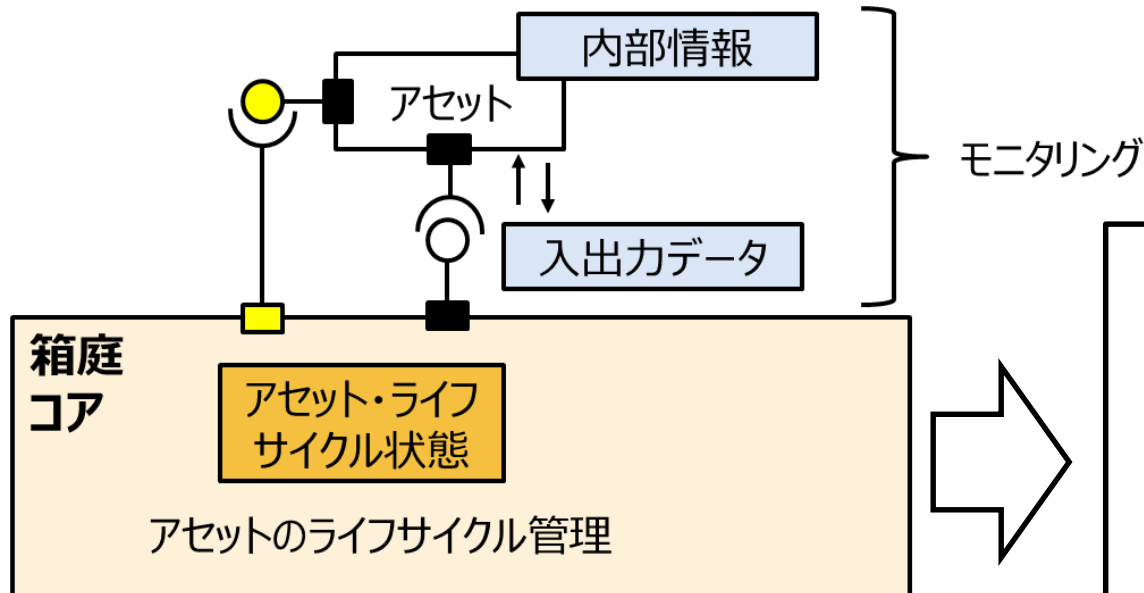 内部情報
アセット
モニタリング
入出力データ
箱庭
コア
アセット・ライフ
サイクル状態
アセットのライフサイクル管理